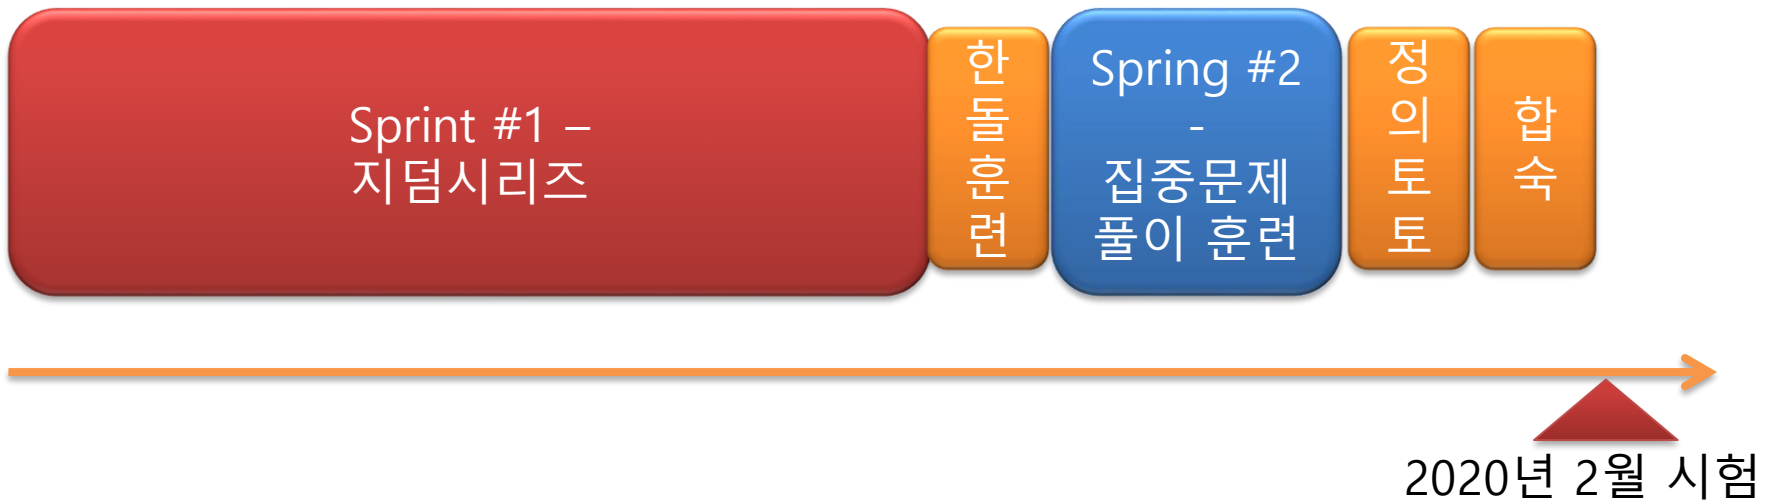 Sprint #1 –
지덤시리즈
한
돌
훈
련
Spring #2
-
집중문제
풀이 훈련
정
의
토
토
합
숙
2020년 2월 시험